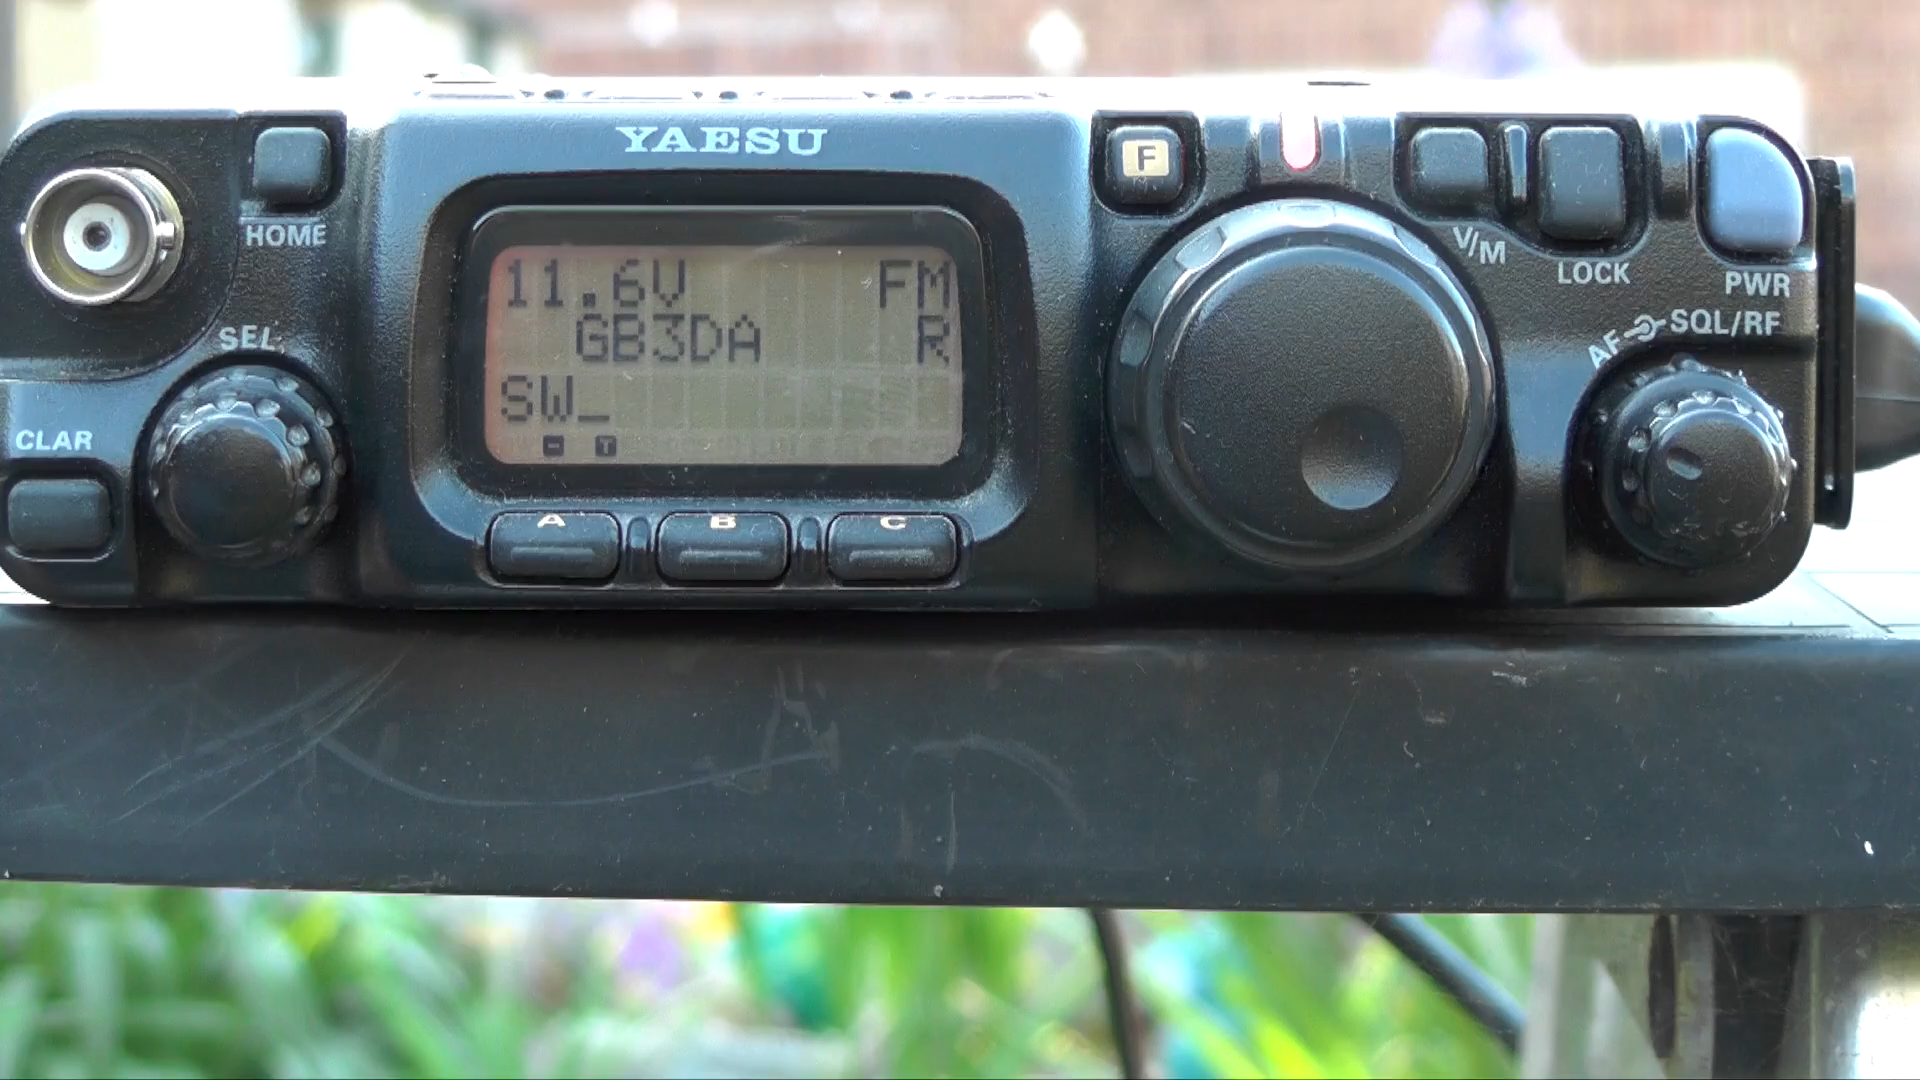 YAESU
HOME
F
V/M
LOCK
PWR
11.6V FM
GB3DA R
SW_
- T
SEL
AF SQL/RF
CLAR
A B C